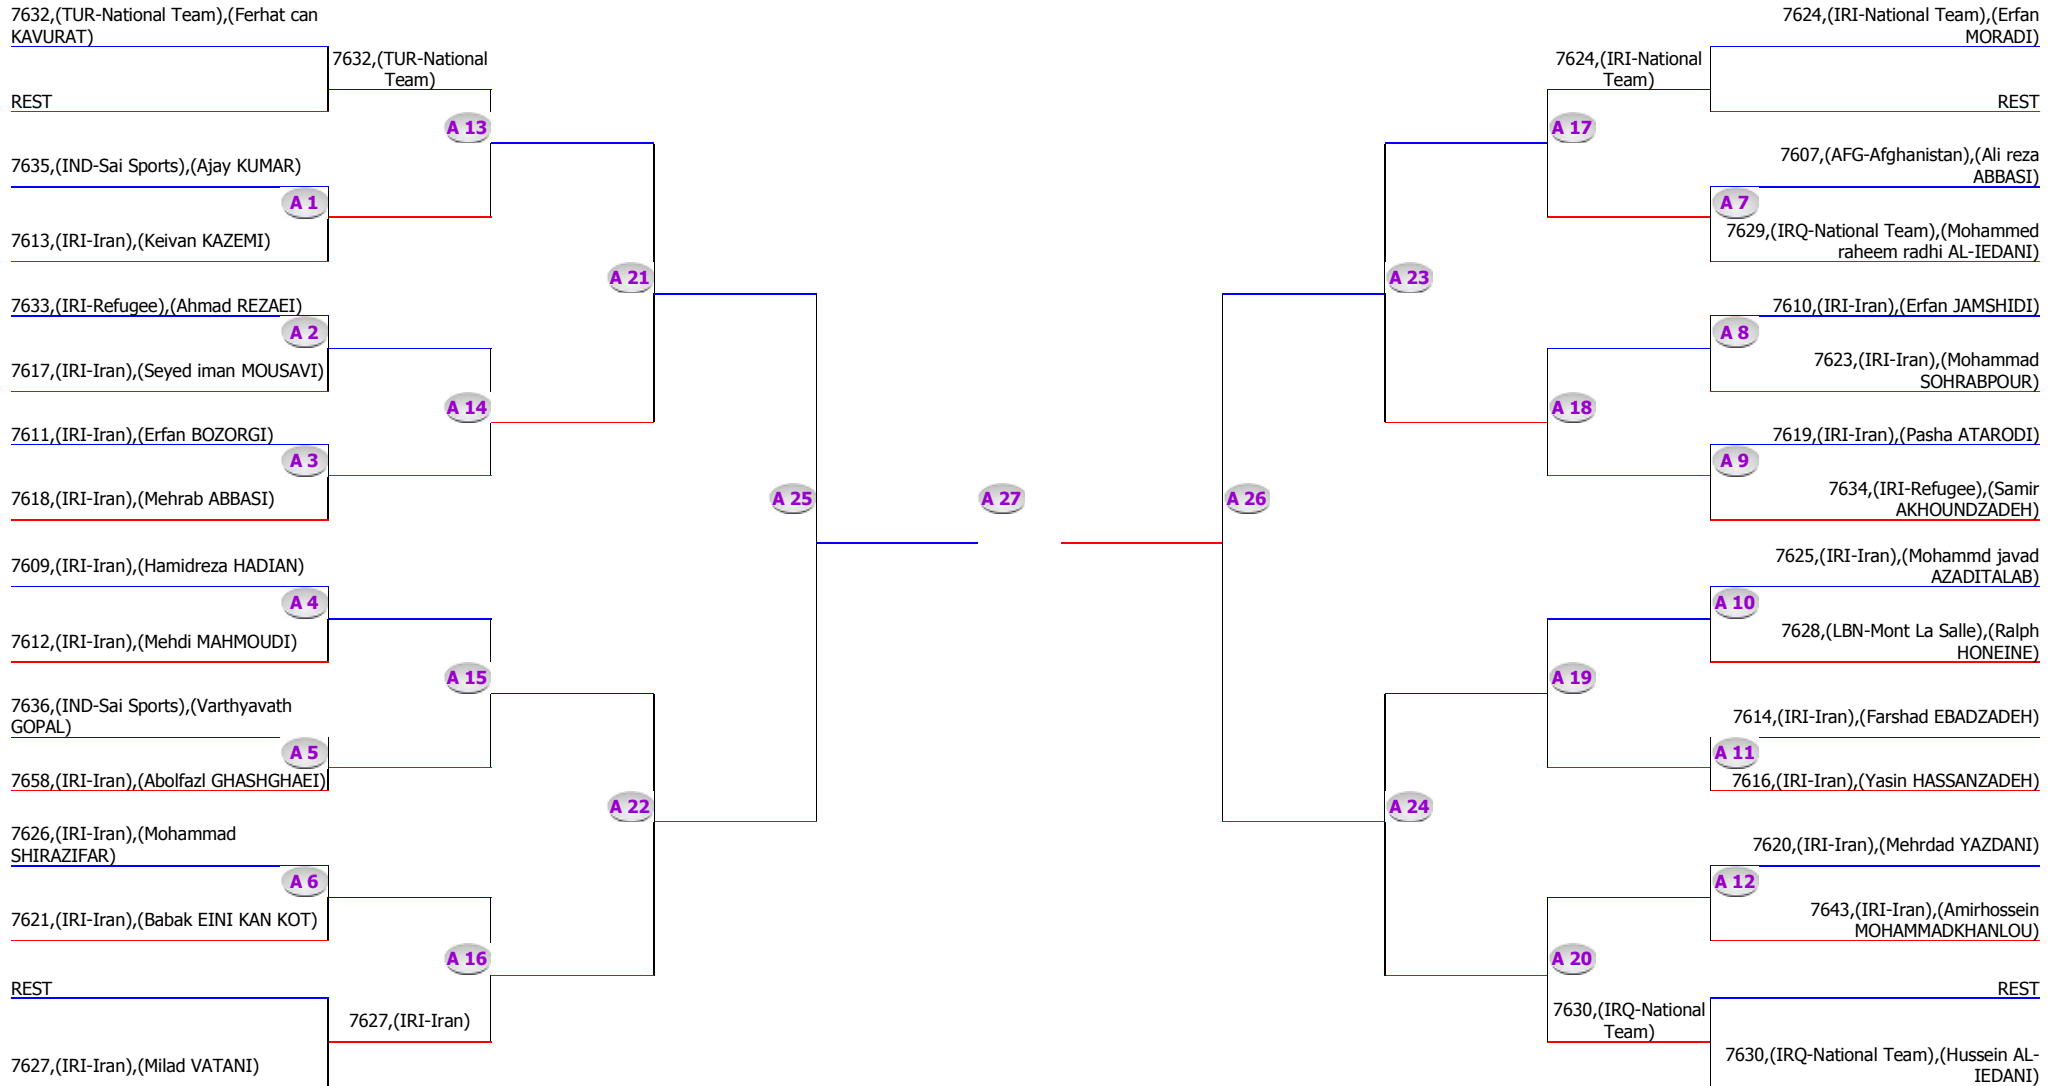 7632,(TUR-National Team),(Ferhat can
KAVURAT)
7632,(TUR-National
Team)
REST
A 13
7635,(IND-Sai Sports),(Ajay KUMAR)
A 1
7613,(IRI-Iran),(Keivan KAZEMI)
A 21
7633,(IRI-Refugee),(Ahmad REZAEI)
A 2
7617,(IRI-Iran),(Seyed iman MOUSAVI)
A 14
7611,(IRI-Iran),(Erfan BOZORGI)
A 3
7618,(IRI-Iran),(Mehrab ABBASI)
A 25
7609,(IRI-Iran),(Hamidreza HADIAN)
A 4
7612,(IRI-Iran),(Mehdi MAHMOUDI)
A 15
7636,(IND-Sai Sports),(Varthyavath
GOPAL)
A 5
7658,(IRI-Iran),(Abolfazl GHASHGHAEI)
A 22
7626,(IRI-Iran),(Mohammad
SHIRAZIFAR)
A 6
7621,(IRI-Iran),(Babak EINI KAN KOT)
A 16
REST
7627,(IRI-Iran)
7627,(IRI-Iran),(Milad VATANI)
A 27
7624,(IRI-National Team),(Erfan
MORADI)
7624,(IRI-National
Team)
REST
A 17
7607,(AFG-Afghanistan),(Ali reza
ABBASI)
A 7
7629,(IRQ-National Team),(Mohammed
raheem radhi AL-IEDANI)
A 23
7610,(IRI-Iran),(Erfan JAMSHIDI)
A 8
7623,(IRI-Iran),(Mohammad
SOHRABPOUR)
A 18
7619,(IRI-Iran),(Pasha ATARODI)
A 9
7634,(IRI-Refugee),(Samir
AKHOUNDZADEH)
A 26
7625,(IRI-Iran),(Mohammd javad
AZADITALAB)
A 10
7628,(LBN-Mont La Salle),(Ralph
HONEINE)
A 19
7614,(IRI-Iran),(Farshad EBADZADEH)
A 11
7616,(IRI-Iran),(Yasin HASSANZADEH)
A 24
7620,(IRI-Iran),(Mehrdad YAZDANI)
A 12
7643,(IRI-Iran),(Amirhossein
MOHAMMADKHANLOU)
A 20
REST
7630,(IRQ-National
Team)
7630,(IRQ-National Team),(Hussein AL-
IEDANI)